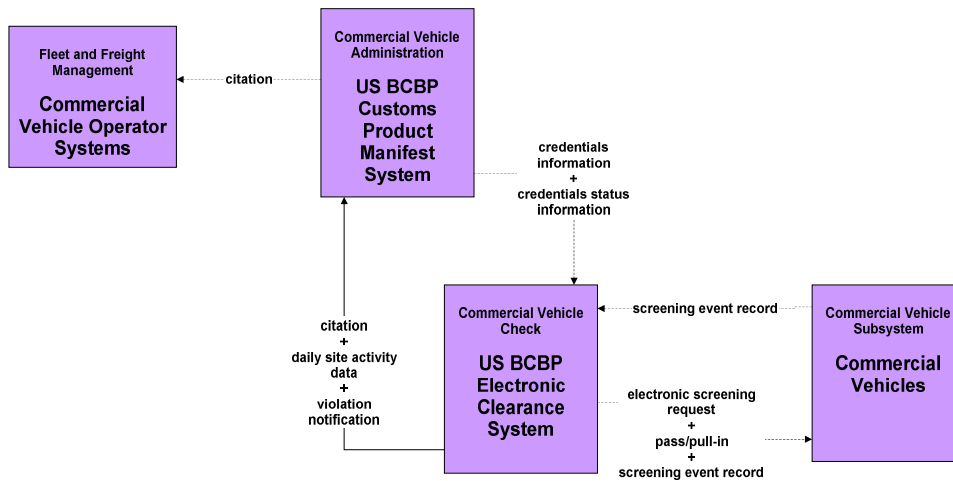 Fleet and Freight
Management
Commercial
Vehicle Operator
Systems
citation
Commercial Vehicle
Administration
US BCBP
Customs
Product
Manifest
System
credentials
information
+
credentials status
information
citation
+
daily site activity
data
+
violation
notification
Commercial Vehicle
Check
US BCBP
Electronic
Clearance
System
screening event record
electronic screening
request
+
pass/pull-in
+
screening event record
Commercial Vehicle
Subsystem
Commercial
Vehicles